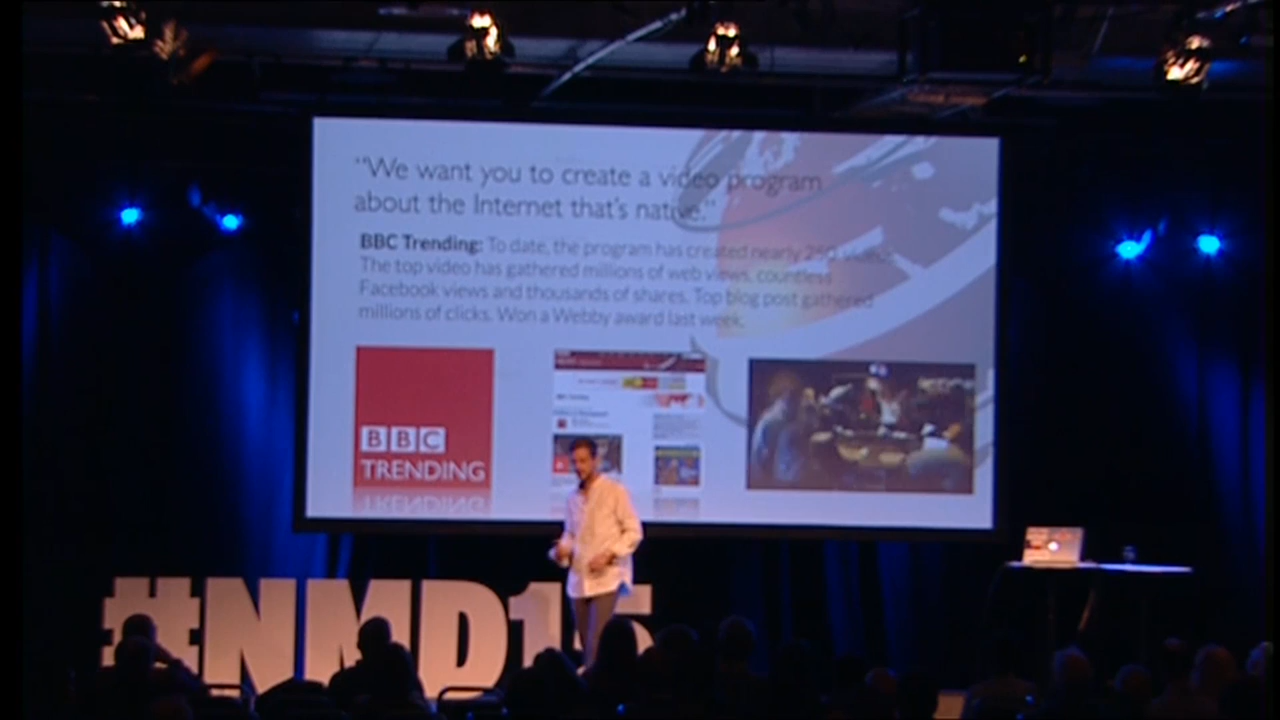 “We want you to create a video program
about the Internet that's native.”
BBC Trending: To date, the program has created nearly 250
The top video has gathered millions of web views, countless
Facebook views and thousands of shares. Top blog post gathered
millions of clicks. Won a Webby award last week.
BBC
TRENDING
#NMD15